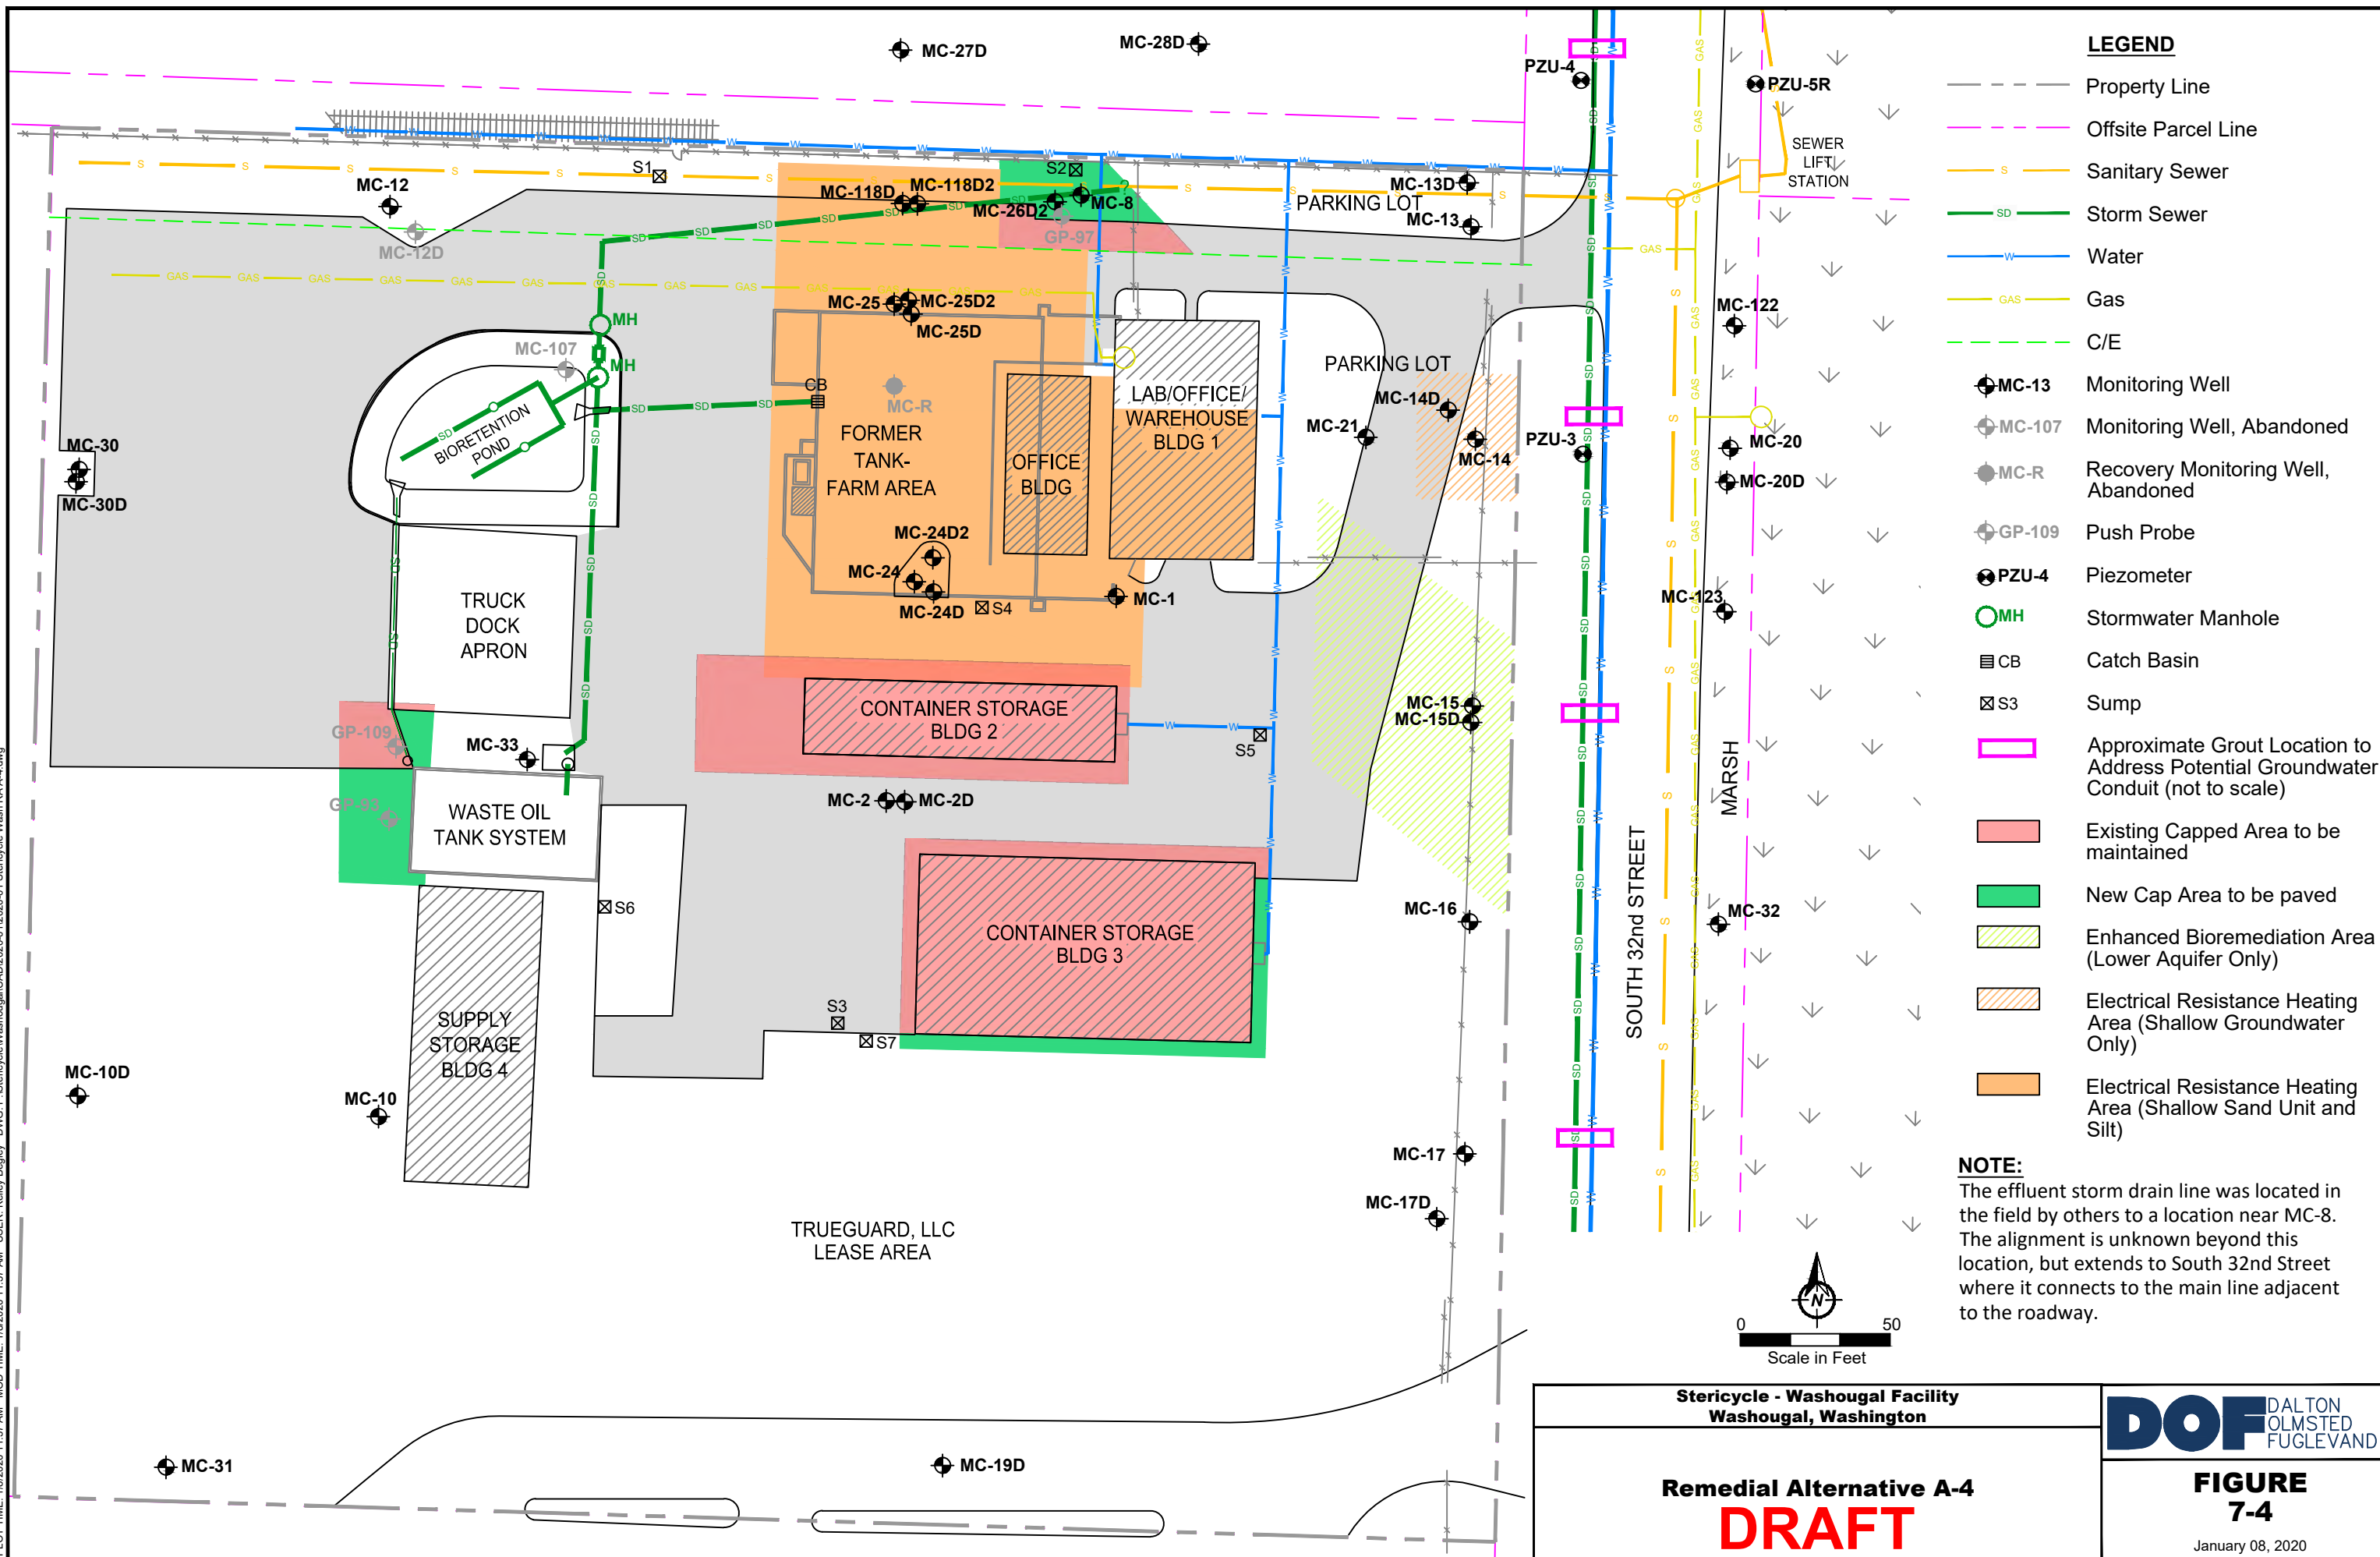 MC-27D
MC-28D
PZU-4
PZU-5R
SEWER
LIFT
STATION
S1
S2
MC-12
MC-12D
MC-118D
MC-118D2
MC-26D2
MC-8
?
GP-97
MC-13D
PARKING LOT
MC-13
MH
MH
MC-107
MC-25
MC-25D2
MC-25D
CB
MC-R
FORMER
TANK-
FARM AREA
OFFICE
BLDG
LAB/OFFICE/
WAREHOUSE
BLDG 1
PARKING LOT
MC-14D
MC-21
MC-14
PZU-3
MC-122
MC-20
MC-20D
MC-123
BIORETENTION
POND
MC-30
MC-30D
MC-24D2
MC-24
MC-24D
S4
MC-1
TRUCK
DOCK
APRON
CONTAINER STORAGE
BLDG 2
S5
MC-15
MC-15D
GP-109
MC-33
GP-93
WASTE OIL
TANK SYSTEM
MC-2
MC-2D
MC-16
MC-32
MARSH
SOUTH 32nd STREET
CONTAINER STORAGE
BLDG 3
S6
S3
S7
SUPPLY
STORAGE
BLDG 4
MC-10D
MC-10
MC-17
MC-17D
TRUEGUARD, LLC
LEASE AREA
MC-31
MC-19D
LEGEND
Property Line
Offsite Parcel Line
S Sanitary Sewer
SD Storm Sewer
W Water
GAS Gas
C/E
MC-13 Monitoring Well
MC-107 Monitoring Well, Abandoned
MC-R Recovery Monitoring Well,
Abandoned
GP-109 Push Probe
PZU-4 Piezometer
MH Stormwater Manhole
CB Catch Basin
S3 Sump
Approximate Grout Location to
Address Potential Groundwater
Conduit (not to scale)
Existing Capped Area to be
maintained
New Cap Area to be paved
Enhanced Bioremediation Area
(Lower Aquifer Only)
Electrical Resistance Heating
Area (Shallow Groundwater
Only)
Electrical Resistance Heating
Area (Shallow Sand Unit and
Silt)
NOTE:
The effluent storm drain line was located in
the field by others to a location near MC-8.
The alignment is unknown beyond this
location, but extends to South 32nd Street
where it connects to the main line adjacent
to the roadway.
N
0 50
Scale in Feet
Stericycle - Washougal Facility
Washougal, Washington
Remedial Alternative A-4
DRAFT
DOF DALTON
OLMSTED
FUGLEVAND
FIGURE
7-4
January 08, 2020